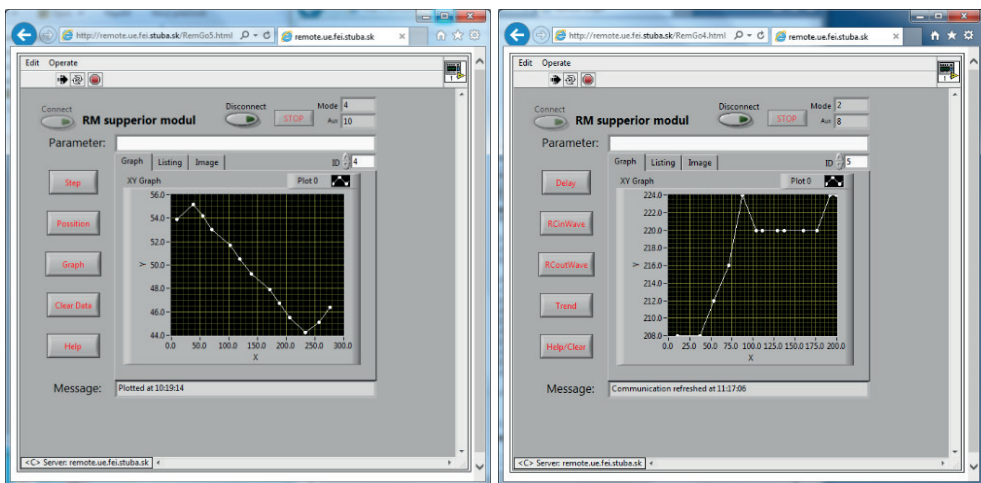 http://remote.ue.fei.stuba.sk/RemGo5.html
remote.ue.fei.stuba.sk
Edit Operate
Connect
RM supperior modul
Disconnect
STOP
Mode 4
Aux 10
Parameter:
Graph Listing Image
ID 4
XY Graph
Plot 0
Step
Position
Graph
Clear Data
Help
Y
56.0
54.0
52.0
50.0
48.0
46.0
44.0
0.0 50.0 100.0 150.0 200.0 250.0 300.0
X
Message: Plotted at 10:19:14
<C> Server: remote.ue.fei.stuba.sk
http://remote.ue.fei.stuba.sk/RemGo4.html
remote.ue.fei.stuba.sk
Edit Operate
Connect
RM supperior modul
Disconnect
STOP
Mode 2
Aux 8
Parameter:
Graph Listing Image
ID 5
XY Graph
Plot 0
Delay
RCinWave
RCoutWave
Trend
Help/Clear
Y
224.0
222.0
220.0
218.0
216.0
214.0
212.0
210.0
208.0
0.0 25.0 50.0 75.0 100.0 125.0 150.0 175.0 200.0
X
Message: Communication refreshed at 11:17:06
<C> Server: remote.ue.fei.stuba.sk